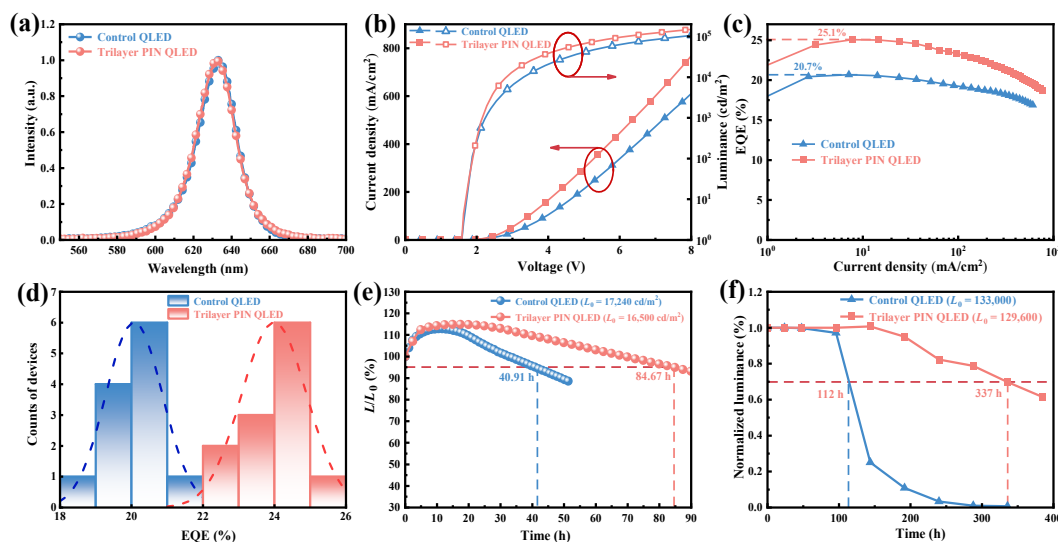 (a)
Control QLED
Trilayer PIN QLED
Intensity (a.u.)
1.2
1.0
0.8
0.6
0.4
0.2
0.0
560 580 600 620 640 660 680 700
Wavelength (nm)
(b)
Control QLED
Trilayer PIN QLED
Current density (mA/cm²)
800
600
400
200
0
0 2 4 6 8
Voltage (V)
Luminance (cd/m²)
10⁵
10⁴
10³
10²
10¹
10⁰
(c)
25.1%
20.7%
Control QLED
Trilayer PIN QLED
EQE (%)
30
25
20
15
10
5
0
10⁰ 10¹ 10² 10³
Current density (mA/cm²)
(d)
Control QLED
Trilayer PIN QLED
Counts of devices
6
5
4
3
2
1
0
18 20 22 24 26
EQE (%)
(e)
Control QLED (L₀ = 17,240 cd/m²)
Trilayer PIN QLED (L₀ = 16,500 cd/m²)
L/L₀ (%)
130
120
110
100
90
80
70
60
50
40
30
40.91 h
84.67 h
0 10 20 30 40 50 60 70 80 90
Time (h)
(f)
Control QLED (L₀ = 133,000)
Trilayer PIN QLED (L₀ = 129,600)
Normalized luminance (%)
1.0
0.8
0.6
0.4
0.2
0.0
112 h
337 h
0 100 200 300 400
Time (h)